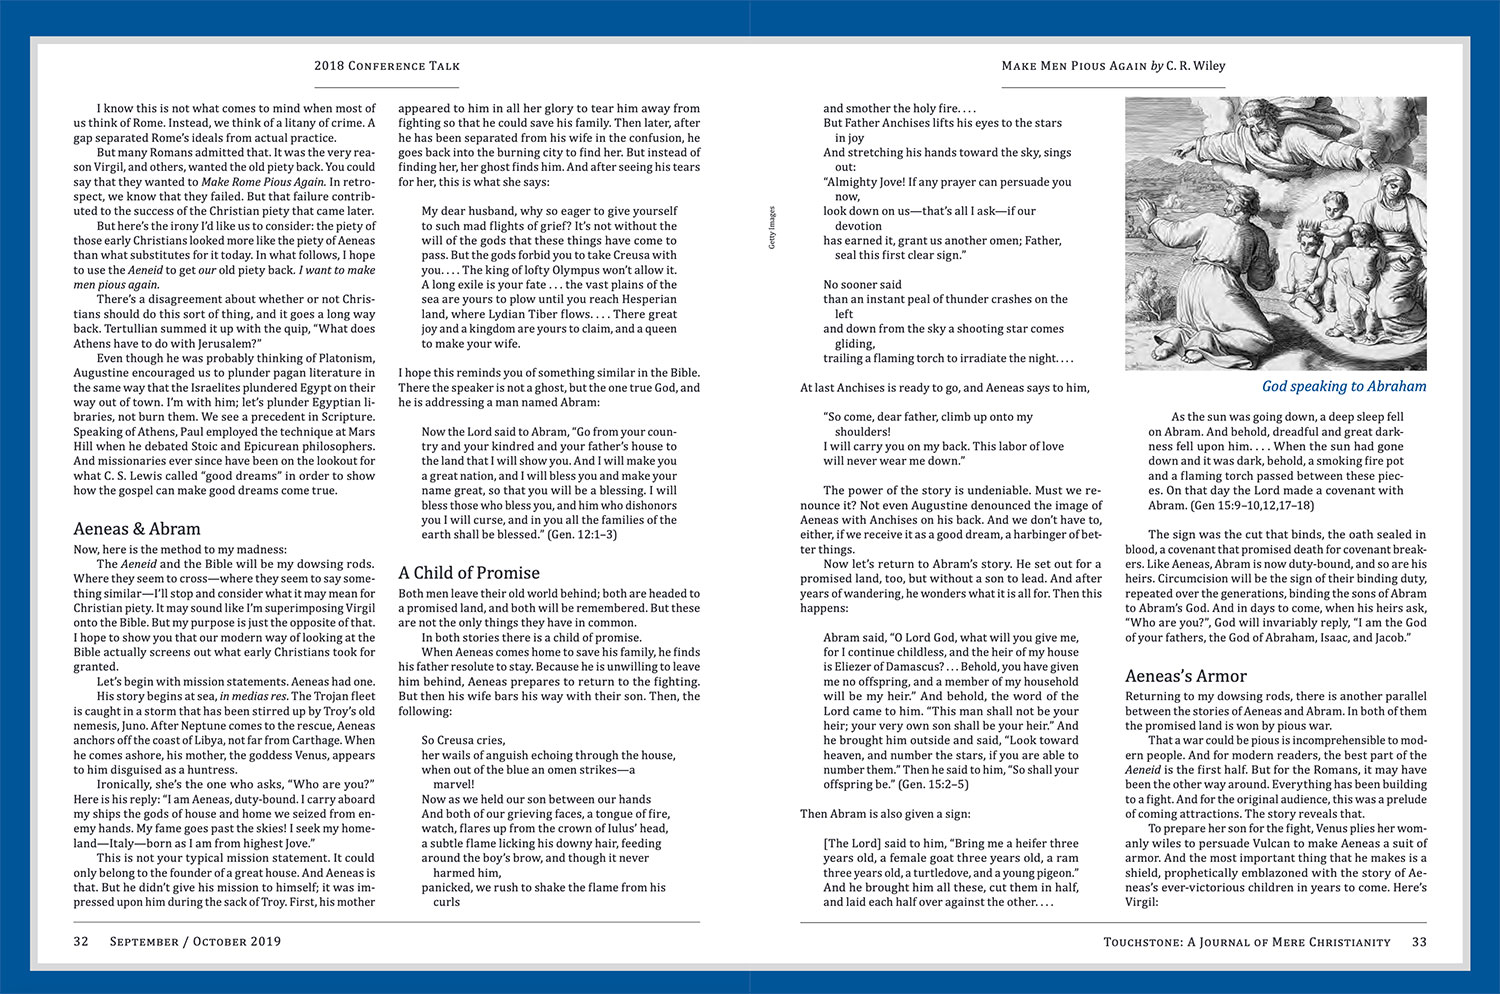 2018 Conference Talk
I know this is not what comes to mind when most of
us think of Rome. Instead, we think of a litany of crime. A
gap separated Rome’s ideals from actual practice.
But many Romans admitted that. It was the very rea-
son Virgil, and others, wanted the old piety back. You could
say that they wanted to Make Rome Pious Again. In retro-
spect, we know that they failed. But that failure contrib-
uted to the success of the Christian piety that came later.
But here’s the irony I’d like us to consider: the piety of
those early Christians looked more like the piety of Aeneas
than what substitutes for it today. In what follows, I hope
to use the Aeneid to get our old piety back. I want to make
men pious again.
There’s a disagreement about whether or not Chris-
tians should do this sort of thing, and it goes a long way
back. Tertullian summed it up with the quip, “What does
Athens have to do with Jerusalem?”
Even though he was probably thinking of Platonism,
Augustine encouraged us to plunder pagan literature in
the same way that the Israelites plundered Egypt on their
way out of town. I’m with him; let’s plunder Egyptian li-
braries, not burn them. We see a precedent in Scripture.
Speaking of Athens, Paul employed the technique at Mars
Hill when he debated Stoic and Epicurean philosophers.
And missionaries ever since have been on the lookout for
what C. S. Lewis called “good dreams” in order to show
how the gospel can make good dreams come true.
Aeneas & Abram
Now, here is the method to my madness:
The Aeneid and the Bible will be my dowsing rods.
Where they seem to cross—where they seem to say some-
thing similar—I’ll stop and consider what it may mean for
Christian piety. It may sound like I’m superimposing Virgil
onto the Bible. But my purpose is just the opposite of that.
I hope to show you that our modern way of looking at the
Bible actually screens out what early Christians took for
granted.
Let’s begin with mission statements. Aeneas had one.
His story begins at sea, in medias res. The Trojan fleet
is caught in a storm that has been stirred up by Troy’s old
nemesis, Juno. After Neptune comes to the rescue, Aeneas
anchors off the coast of Libya, not far from Carthage. When
he comes ashore, his mother, the goddess Venus, appears
to him disguised as a huntress.
Ironically, she’s the one who asks, “Who are you?”
Here is his reply: “I am Aeneas, duty-bound. I carry aboard
my ships the gods of house and home we seized from en-
emy hands. My fame goes past the skies! I seek my home-
land—Italy—born as I am from highest Jove.”
This is not your typical mission statement. It could
only belong to the founder of a great house. And Aeneas is
that. But he didn’t give his mission to himself; it was im-
pressed upon him during the sack of Troy. First, his mother
appeared to him in all her glory to tear him away from
fighting so that he could save his family. Then later, after
he has been separated from his wife in the confusion, he
goes back into the burning city to find her. But instead of
finding her, her ghost finds him. And after seeing his tears
for her, this is what she says:
My dear husband, why so eager to give yourself
to such mad flights of grief? It’s not without the
will of the gods that these things have come to
pass. But the gods forbid you to take Creusa with
you. . . . The king of lofty Olympus won’t allow it.
A long exile is your fate . . . the vast plains of the
sea are yours to plow until you reach Hesperian
land, where Lydian Tiber flows. . . . There great
joy and a kingdom are yours to claim, and a queen
to make your wife.
I hope this reminds you of something similar in the Bible.
There the speaker is not a ghost, but the one true God, and
he is addressing a man named Abram:
Now the Lord said to Abram, “Go from your coun-
try and your kindred and your father’s house to
the land that I will show you. And I will make you
a great nation, and I will bless you and make your
name great, so that you will be a blessing. I will
bless those who bless you, and him who dishonors
you I will curse, and in you all the families of the
earth shall be blessed.” (Gen. 12:1–3)
A Child of Promise
Both men leave their old world behind; both are headed to
a promised land, and both will be remembered. But these
are not the only things they have in common.
In both stories there is a child of promise.
When Aeneas comes home to save his family, he finds
his father resolute to stay. Because he is unwilling to leave
him behind, Aeneas prepares to return to the fighting.
But then his wife bars his way with their son. Then, the
following:
So Creusa cries,
her wails of anguish echoing through the house,
when out of the blue an omen strikes—a
marvel!
Now as we held our son between our hands
And both of our grieving faces, a tongue of fire,
watch, flares up from the crown of Iulus’ head,
a subtle flame licking his downy hair, feeding
around the boy’s brow, and though it never
harmed him,
panicked, we rush to shake the flame from his
curls
32 September / October 2019
Make Men Pious Again by C. R. Wiley
and smother the holy fire. . . .
But Father Anchises lifts his eyes to the stars
in joy
And stretching his hands toward the sky, sings
out:
“Almighty Jove! If any prayer can persuade you
now,
look down on us—that’s all I ask—if our
devotion
has earned it, grant us another omen; Father,
seal this first clear sign.”
No sooner said
than an instant peal of thunder crashes on the
left
and down from the sky a shooting star comes
gliding,
trailing a flaming torch to irradiate the night. . . .
At last Anchises is ready to go, and Aeneas says to him,
“So come, dear father, climb up onto my
shoulders!
I will carry you on my back. This labor of love
will never wear me down.”
The power of the story is undeniable. Must we re-
nounce it? Not even Augustine denounced the image of
Aeneas with Anchises on his back. And we don’t have to,
either, if we receive it as a good dream, a harbinger of bet-
ter things.
Now let’s return to Abram’s story. He set out for a
promised land, too, but without a son to lead. And after
years of wandering, he wonders what it is all for. Then this
happens:
Abram said, “O Lord God, what will you give me,
for I continue childless, and the heir of my house
is Eliezer of Damascus? . . . Behold, you have given
me no offspring, and a member of my household
will be my heir.” And behold, the word of the
Lord came to him. “This man shall not be your
heir; your very own son shall be your heir.” And
he brought him outside and said, “Look toward
heaven, and number the stars, if you are able to
number them.” Then he said to him, “So shall your
offspring be.” (Gen. 15:2–5)
Then Abram is also given a sign:
[The Lord] said to him, “Bring me a heifer three
years old, a female goat three years old, a ram
three years old, a turtledove, and a young pigeon.”
And he brought him all these, cut them in half,
and laid each half over against the other. . . .
Getty Images
God speaking to Abraham
As the sun was going down, a deep sleep fell
on Abram. And behold, dreadful and great dark-
ness fell upon him. . . . When the sun had gone
down and it was dark, behold, a smoking fire pot
and a flaming torch passed between these piec-
es. On that day the Lord made a covenant with
Abram. (Gen 15:9–10,12,17–18)
The sign was the cut that binds, the oath sealed in
blood, a covenant that promised death for covenant break-
ers. Like Aeneas, Abram is now duty-bound, and so are his
heirs. Circumcision will be the sign of their binding duty,
repeated over the generations, binding the sons of Abram
to Abram’s God. And in days to come, when his heirs ask,
“Who are you?”, God will invariably reply, “I am the God
of your fathers, the God of Abraham, Isaac, and Jacob.”
Aeneas’s Armor
Returning to my dowsing rods, there is another parallel
between the stories of Aeneas and Abram. In both of them
the promised land is won by pious war.
That a war could be pious is incomprehensible to mod-
ern people. And for modern readers, the best part of the
Aeneid is the first half. But for the Romans, it may have
been the other way around. Everything has been building
to a fight. And for the original audience, this was a prelude
of coming attractions. The story reveals that.
To prepare her son for the fight, Venus plies her wom-
anly wiles to persuade Vulcan to make Aeneas a suit of
armor. And the most important thing that he makes is a
shield, prophetically emblazoned with the story of Ae-
neas’s ever-victorious children in years to come. Here’s
Virgil:
Touchstone: A Journal of Mere Christianity 33